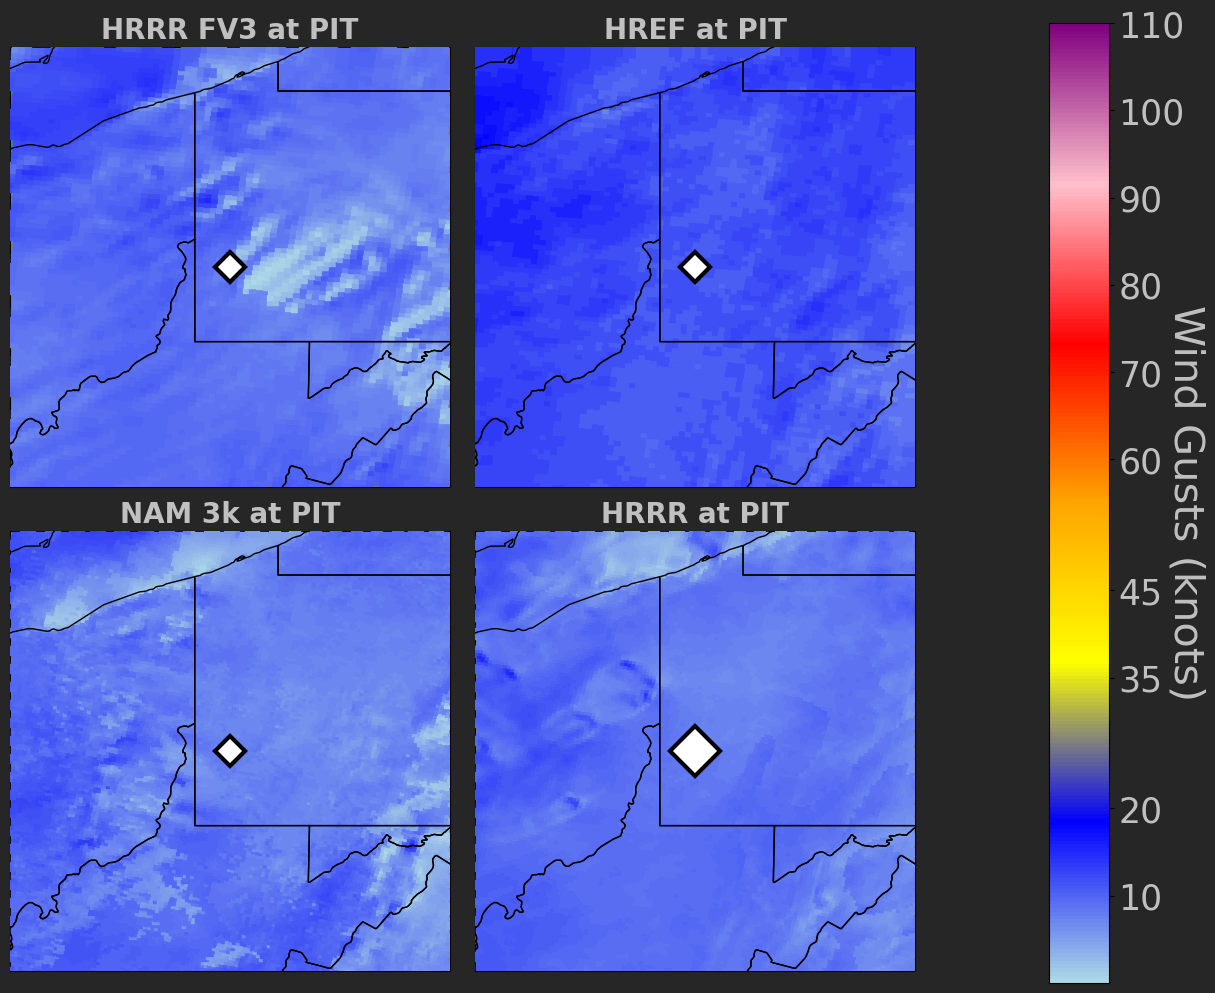 HRRR FV3 at PIT
HREF at PIT
NAM 3k at PIT
HRRR at PIT
110
100
90
80
70
60
45
35
20
10
Wind Gusts (knots)